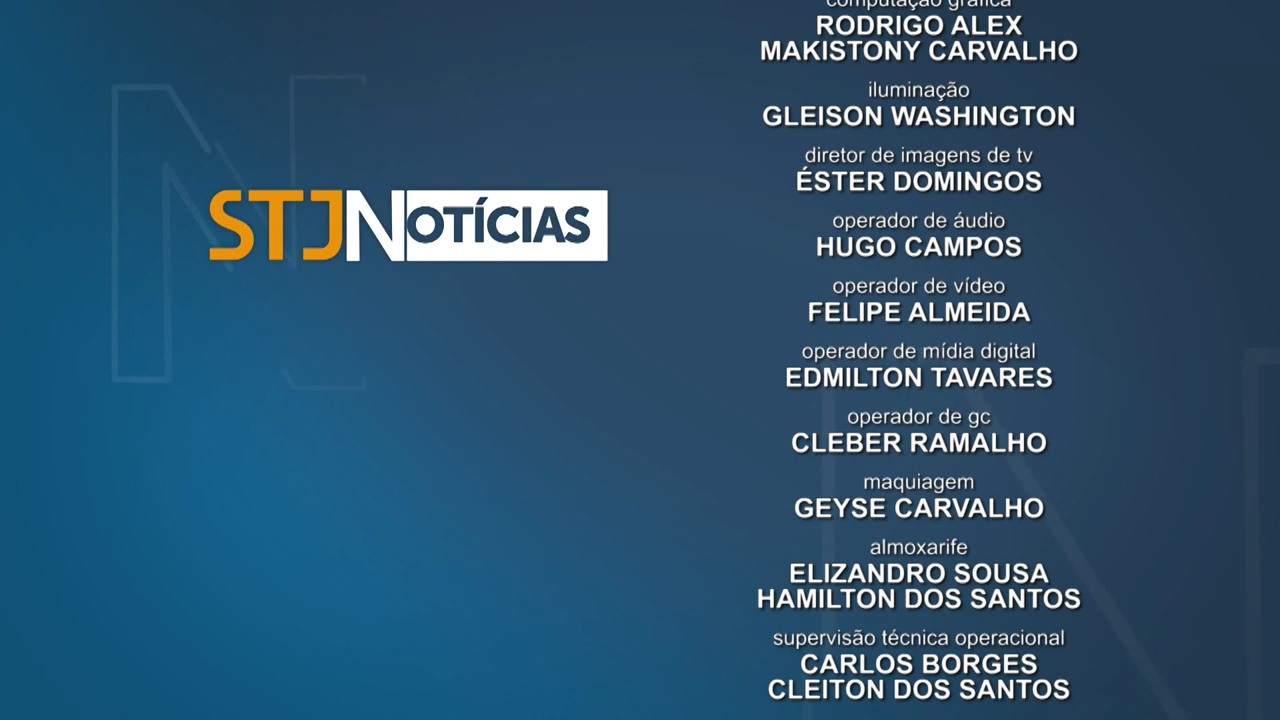 STJNOTÍCIAS
computação gráfica
RODRIGO ALEX
MAKISTONY CARVALHO
iluminação
GLEISON WASHINGTON
diretor de imagens de tv
ÉSTER DOMINGOS
operador de áudio
HUGO CAMPOS
operador de vídeo
FELIPE ALMEIDA
operador de mídia digital
EDMILTON TAVARES
operador de gc
CLEBER RAMALHO
maquiagem
GEYSE CARVALHO
almoxarife
ELIZANDRO SOUSA
HAMILTON DOS SANTOS
supervisão técnica operacional
CARLOS BORGES
CLEITON DOS SANTOS